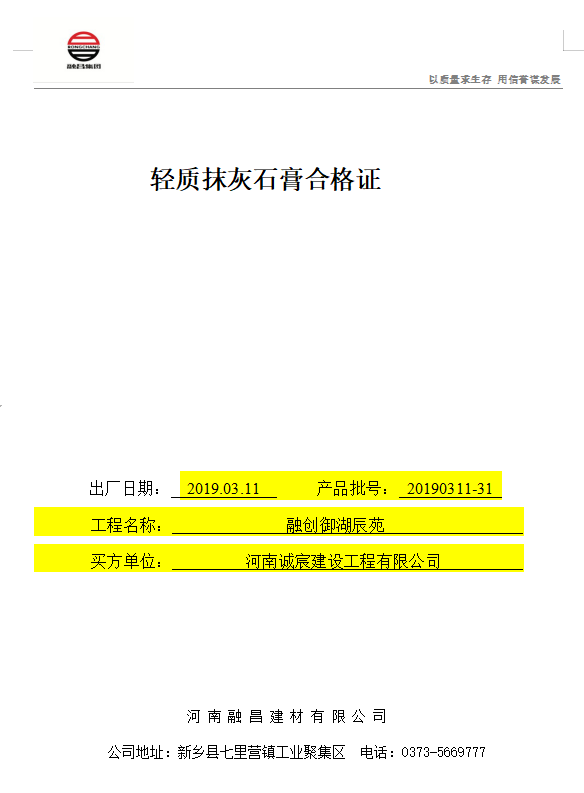 RONGCHANG
融昌集团
以质量求生存 用信誉谋发展
轻质抹灰石膏合格证
出厂日期： 2019.03.11 产品批号： 20190311-31
工程名称： 融创御湖辰苑
买方单位： 河南诚宸建设工程有限公司
河南融昌建材有限公司
公司地址：新乡县七里营镇工业聚集区 电话：0373-5669777